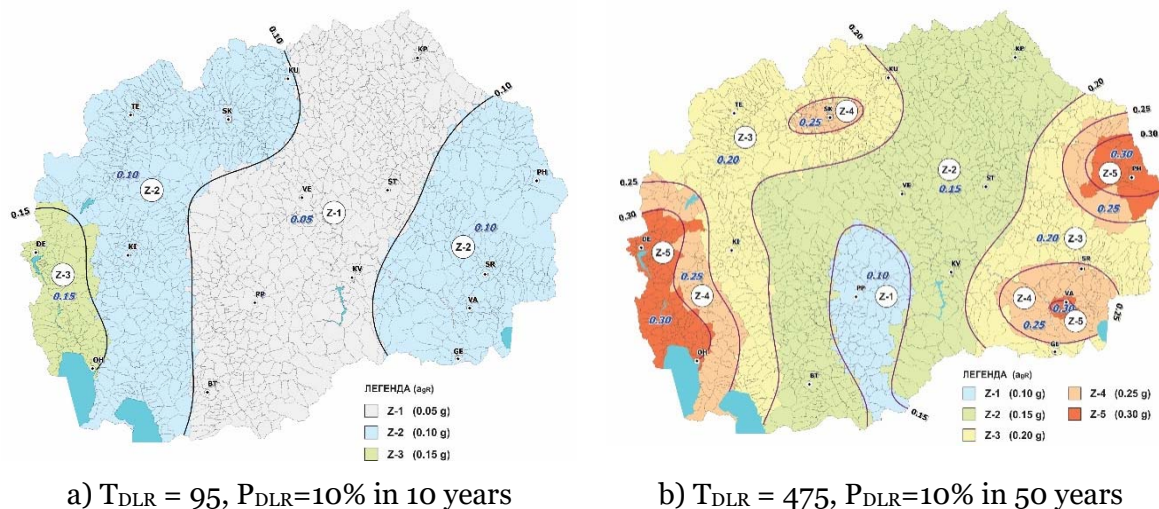 0.10
KP
KU
0.10
TE
SK
PH
0.10
Z-2
ST
VE
Z-1
0.05
0.10
0.15
Z-2
DE
KI
SR
Z-3
KV
0.15
PP
VA
OH
GE
BT
ЛЕГЕНДА (agR)
Z-1 (0.05 g)
Z-2 (0.10 g)
Z-3 (0.15 g)
a) TDLR = 95, PDLR=10% in 10 years
0.20
KP
KU
0.20
0.25
TE
SK
Z-4
0.25
0.30
Z-3
0.30
0.20
Z-2
Z-5
PH
0.25
0.15
ST
VE
0.25
0.30
0.20
Z-3
DE
KI
Z-5
0.25
0.10
SR
KV
Z-4
PP
Z-1
Z-4
VA
0.30
0.30
0.25
Z-5
0.25
OH
GE
BT
0.15
ЛЕГЕНДА (agR)
Z-1 (0.10 g)
Z-4 (0.25 g)
Z-2 (0.15 g)
Z-5 (0.30 g)
Z-3 (0.20 g)
b) TDLR = 475, PDLR=10% in 50 years